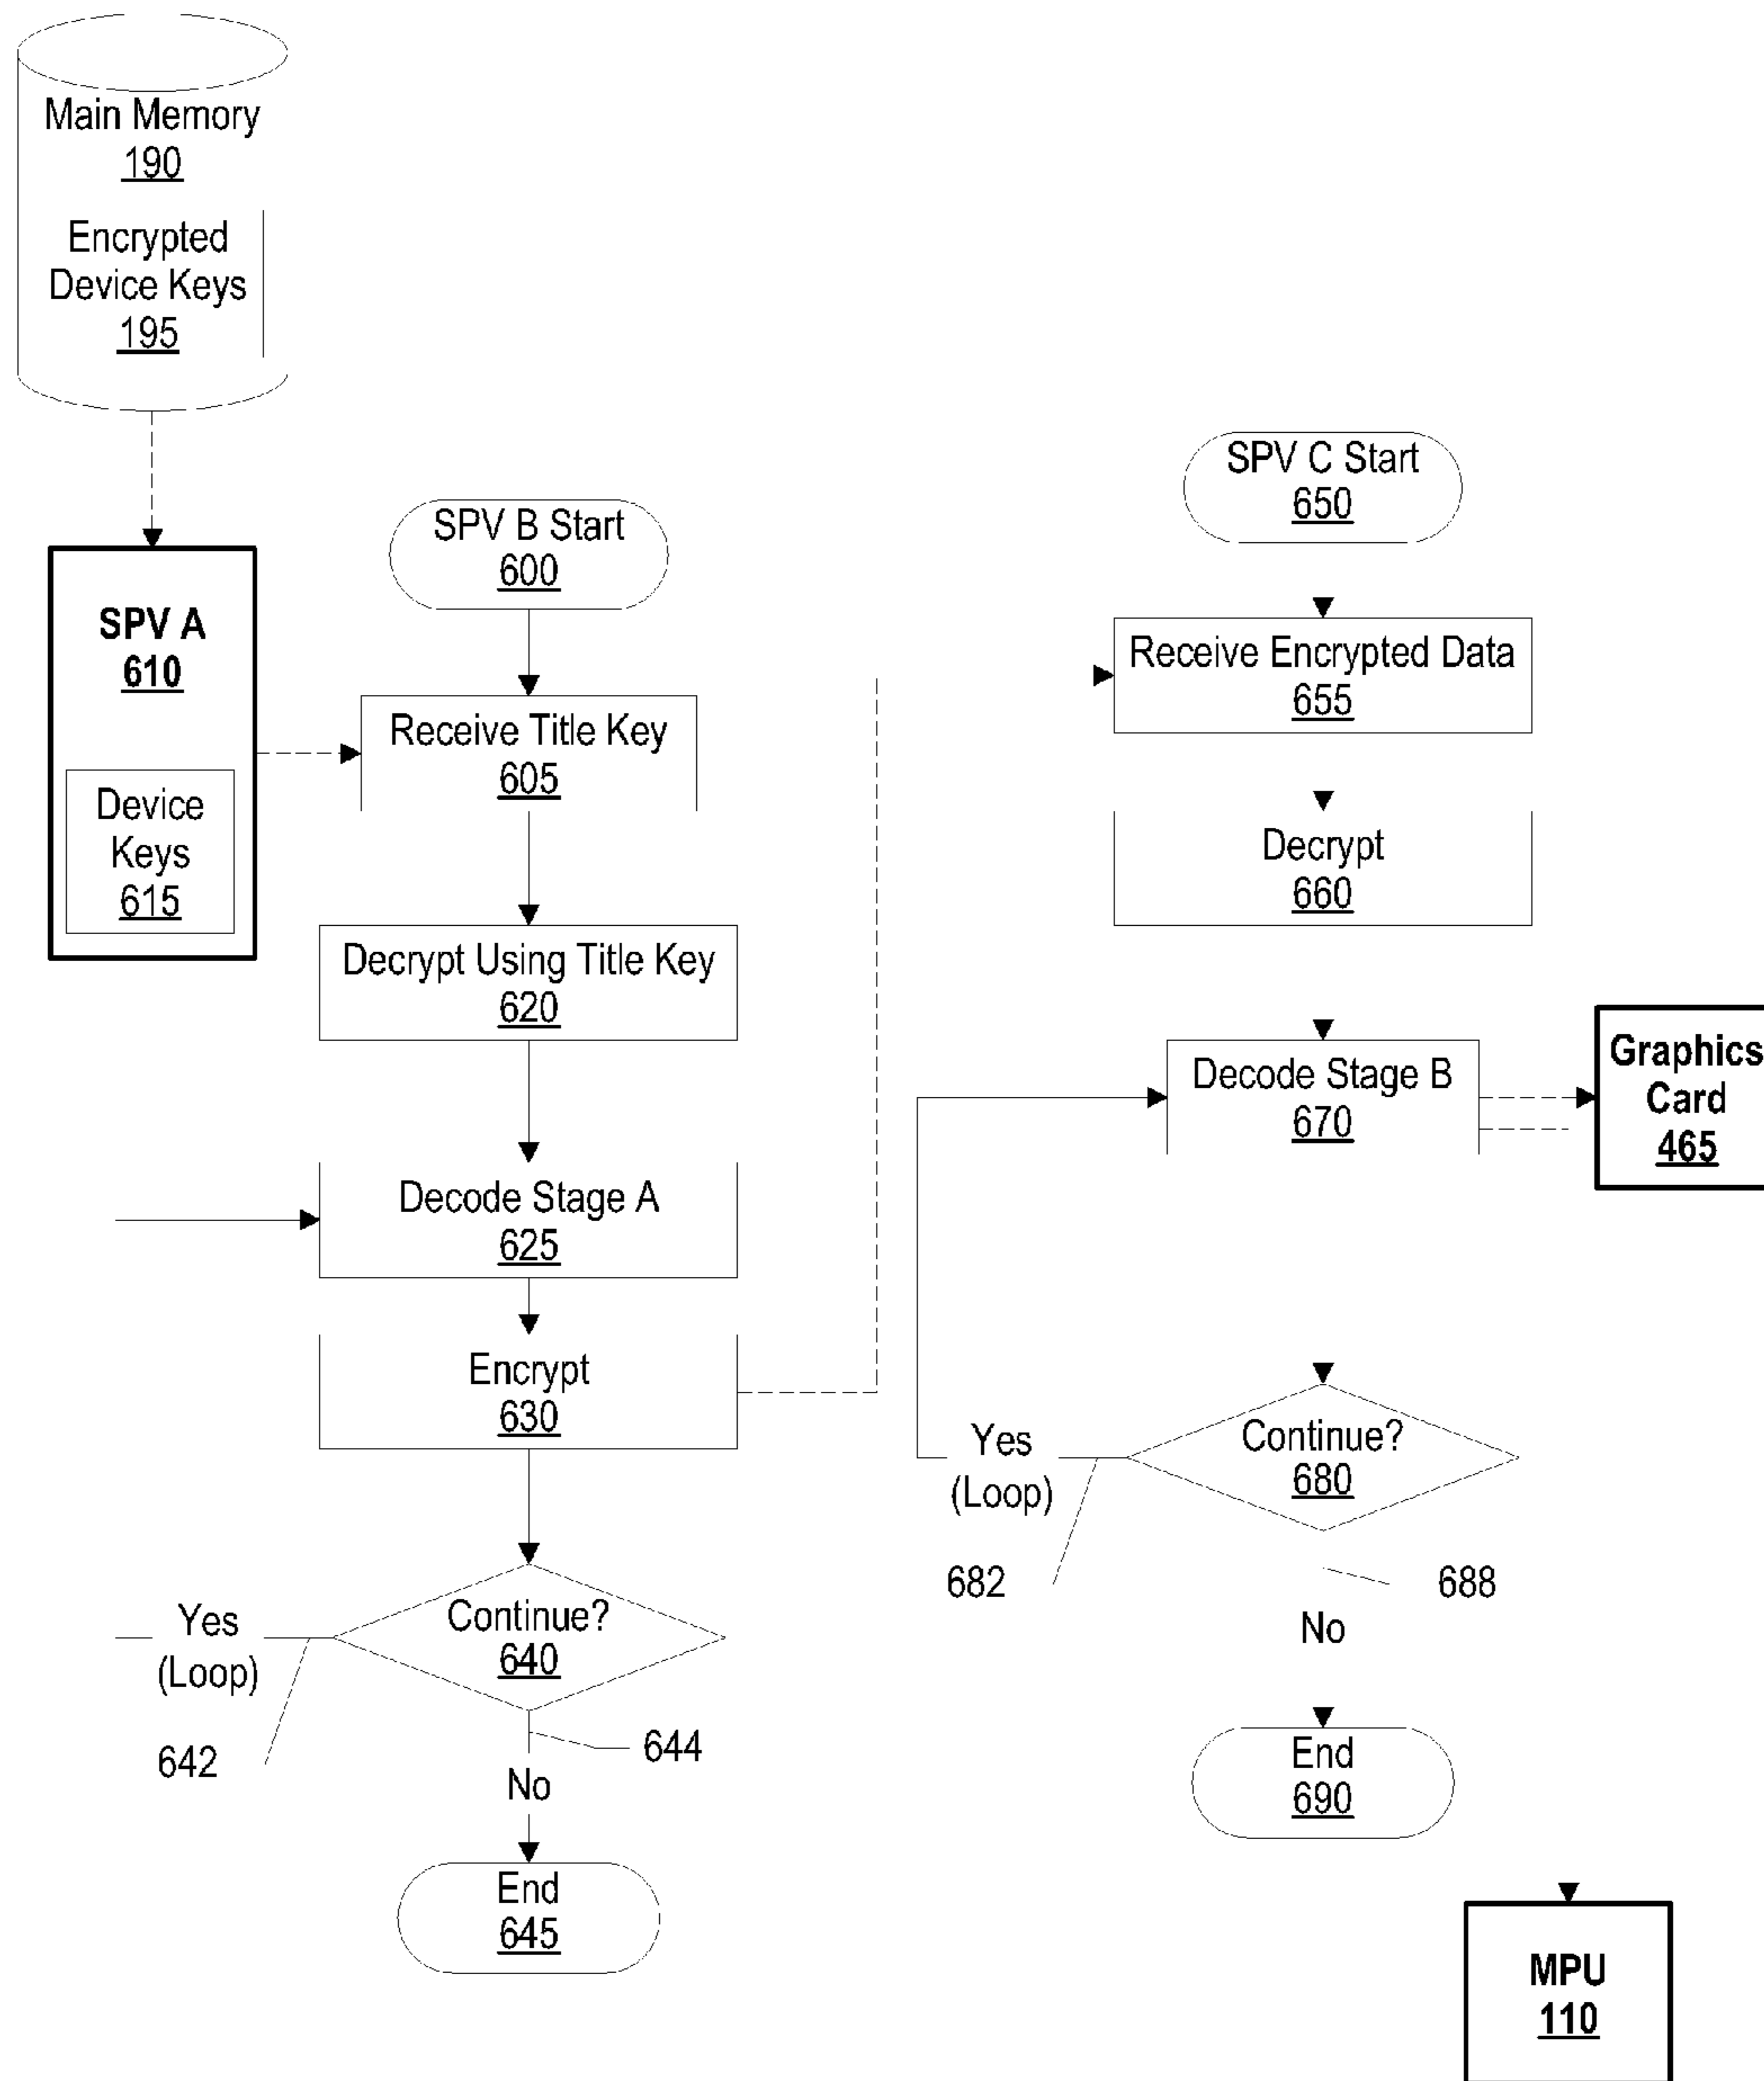 Main Memory
190
Encrypted
Device Keys
195
SPV A
610
Device
Keys
615
SPV B Start
600
Receive Title Key
605
Decrypt Using Title Key
620
Decode Stage A
625
Encrypt
630
Continue?
640
Yes
(Loop)
642
644
No
End
645
SPV C Start
650
Receive Encrypted Data
655
Decrypt
660
Decode Stage B
670
Graphics
Card
465
Continue?
680
Yes
(Loop)
682
688
No
End
690
MPU
110